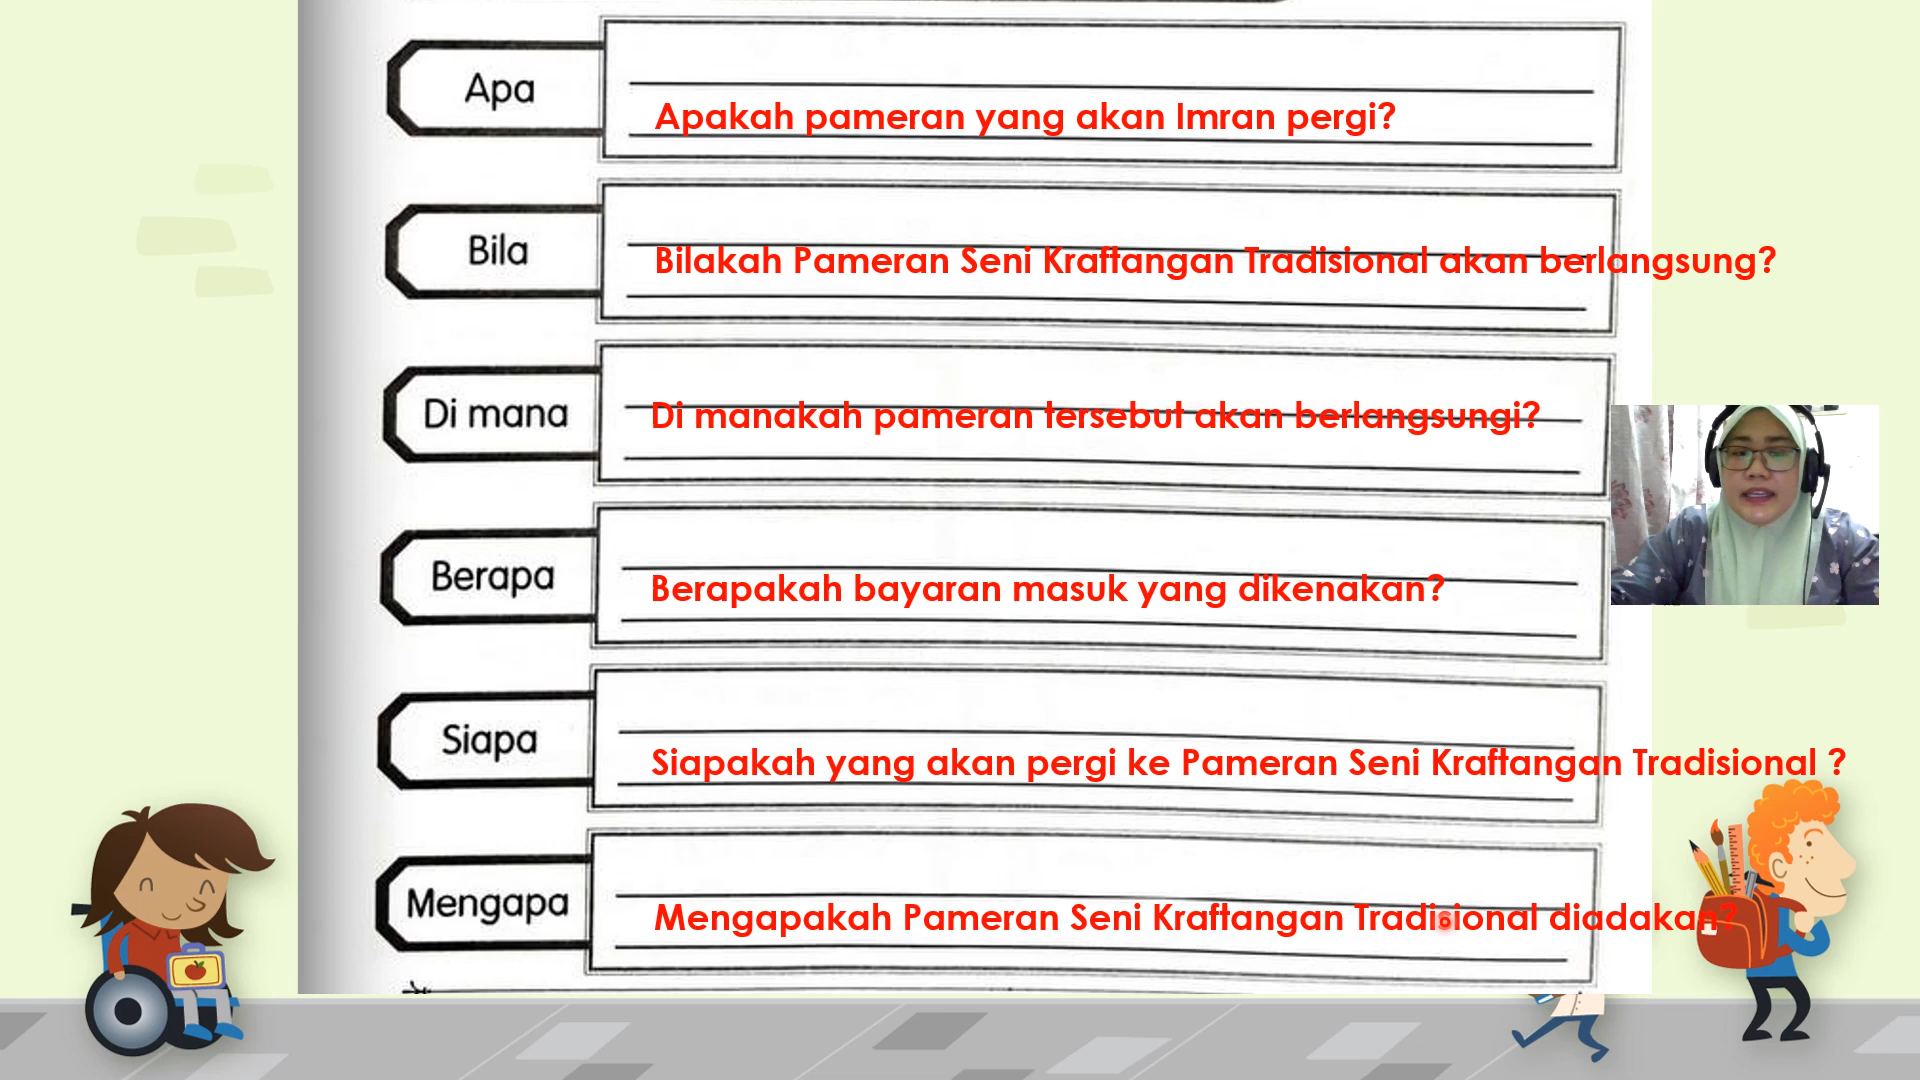 Apa
Apakah pameran yang akan Imran pergi?
Bila
Bilakah Pameran Seni Kraftangan Tradisional akan berlangsung?
Di mana
Di manakah pameran tersebut akan berlangsungi?
Berapa
Berapakah bayaran masuk yang dikenakan?
Siapa
Siapakah yang akan pergi ke Pameran Seni Kraftangan Tradisional ?
Mengapa
Mengapakah Pameran Seni Kraftangan Tradisional diadakan?